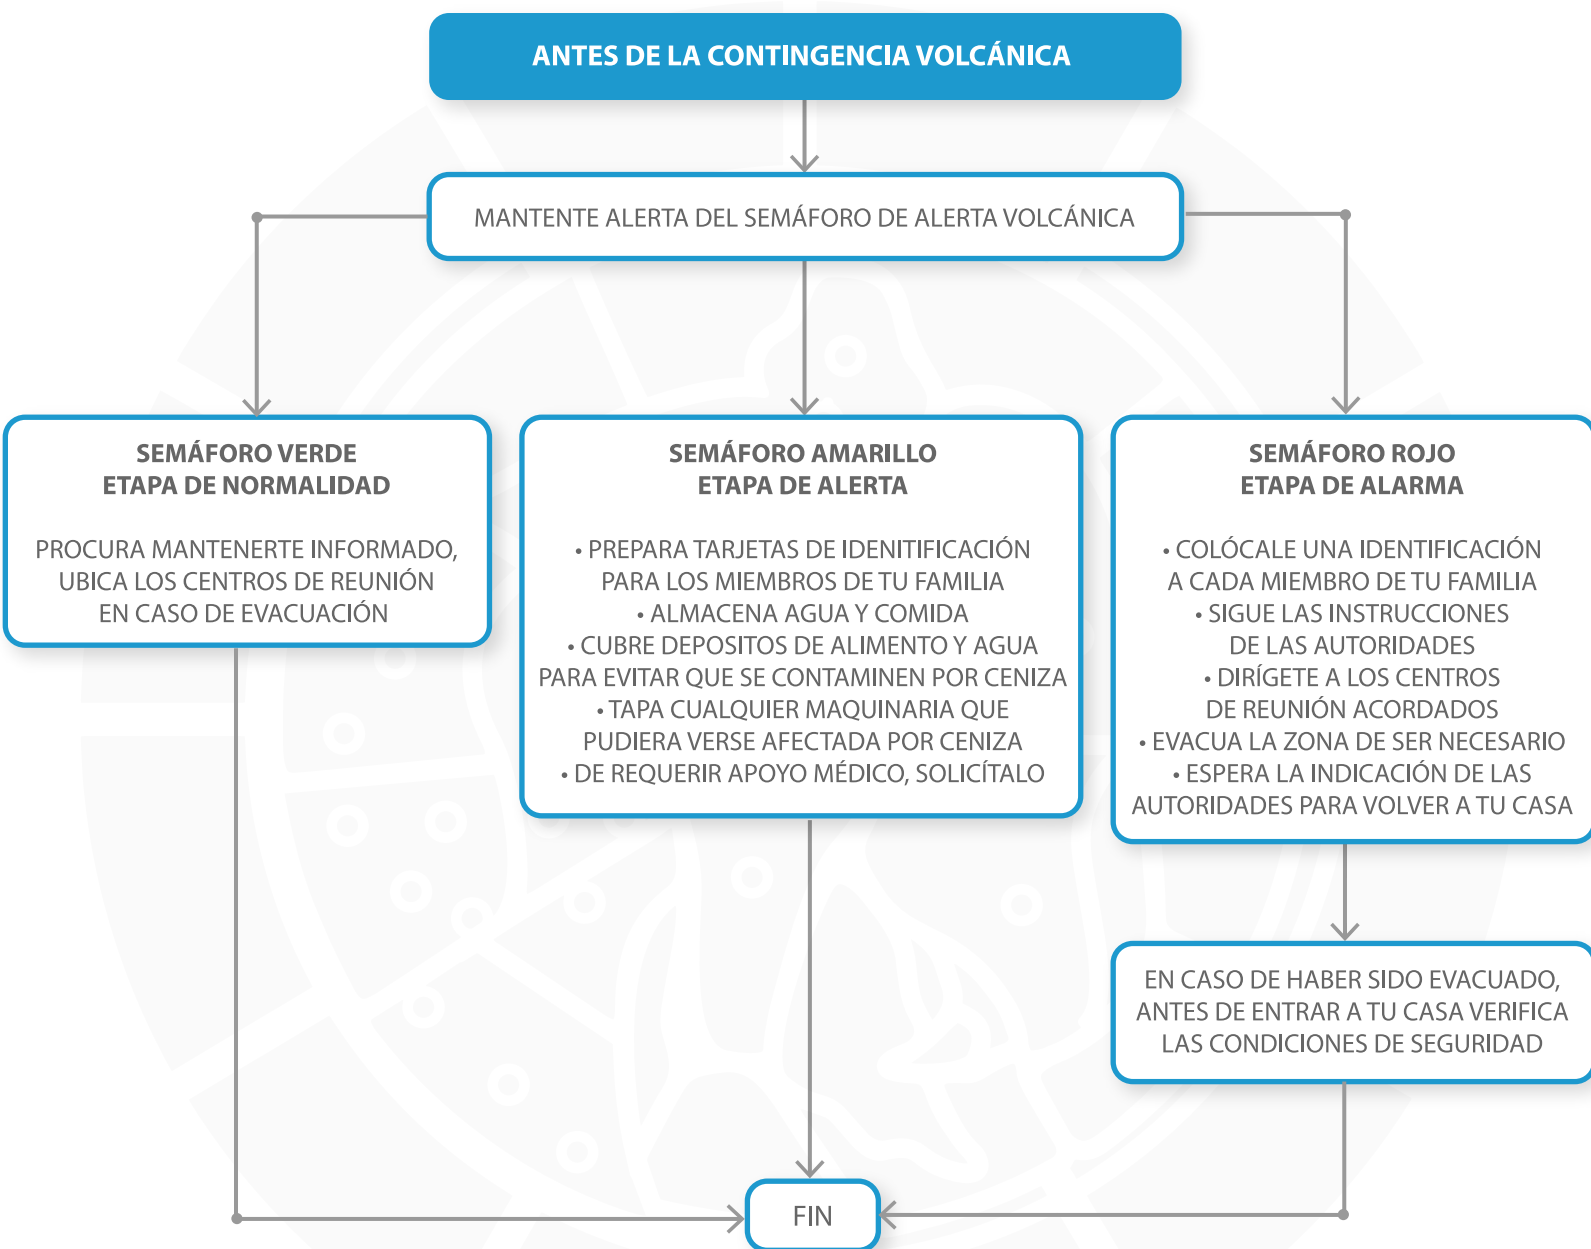 ANTES DE LA CONTINGENCIA VOLCÁNICA
MANTENTE ALERTA DEL SEMÁFORO DE ALERTA VOLCÁNICA
SEMÁFORO VERDE
ETAPA DE NORMALIDAD
PROCURA MANTENERTE INFORMADO,
UBICA LOS CENTROS DE REUNIÓN
EN CASO DE EVACUACIÓN
SEMÁFORO AMARILLO
ETAPA DE ALERTA
• PREPARA TARJETAS DE IDENITIFICACIÓN
PARA LOS MIEMBROS DE TU FAMILIA
• ALMACENA AGUA Y COMIDA
• CUBRE DEPOSITOS DE ALIMENTO Y AGUA
PARA EVITAR QUE SE CONTAMINEN POR CENIZA
• TAPA CUALQUIER MAQUINARIA QUE
PUDIERA VERSE AFECTADA POR CENIZA
• DE REQUERIR APOYO MÉDICO, SOLICÍTALO
SEMÁFORO ROJO
ETAPA DE ALARMA
• COLÓCALE UNA IDENTIFICACIÓN
A CADA MIEMBRO DE TU FAMILIA
• SIGUE LAS INSTRUCCIONES
DE LAS AUTORIDADES
• DIRÍGETE A LOS CENTROS
DE REUNIÓN ACORDADOS
• EVACUA LA ZONA DE SER NECESARIO
• ESPERA LA INDICACIÓN DE LAS
AUTORIDADES PARA VOLVER A TU CASA
EN CASO DE HABER SIDO EVACUADO,
ANTES DE ENTRAR A TU CASA VERIFICA
LAS CONDICIONES DE SEGURIDAD
FIN